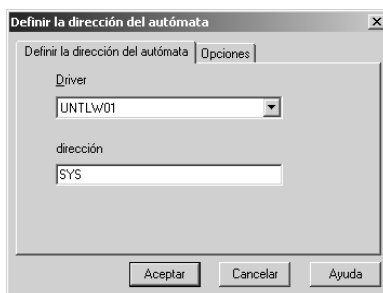 Definir la dirección del autómata
Definir la dirección del autómata Opciones
Driver
UNTLW01
dirección
SYS
Aceptar Cancelar Ayuda